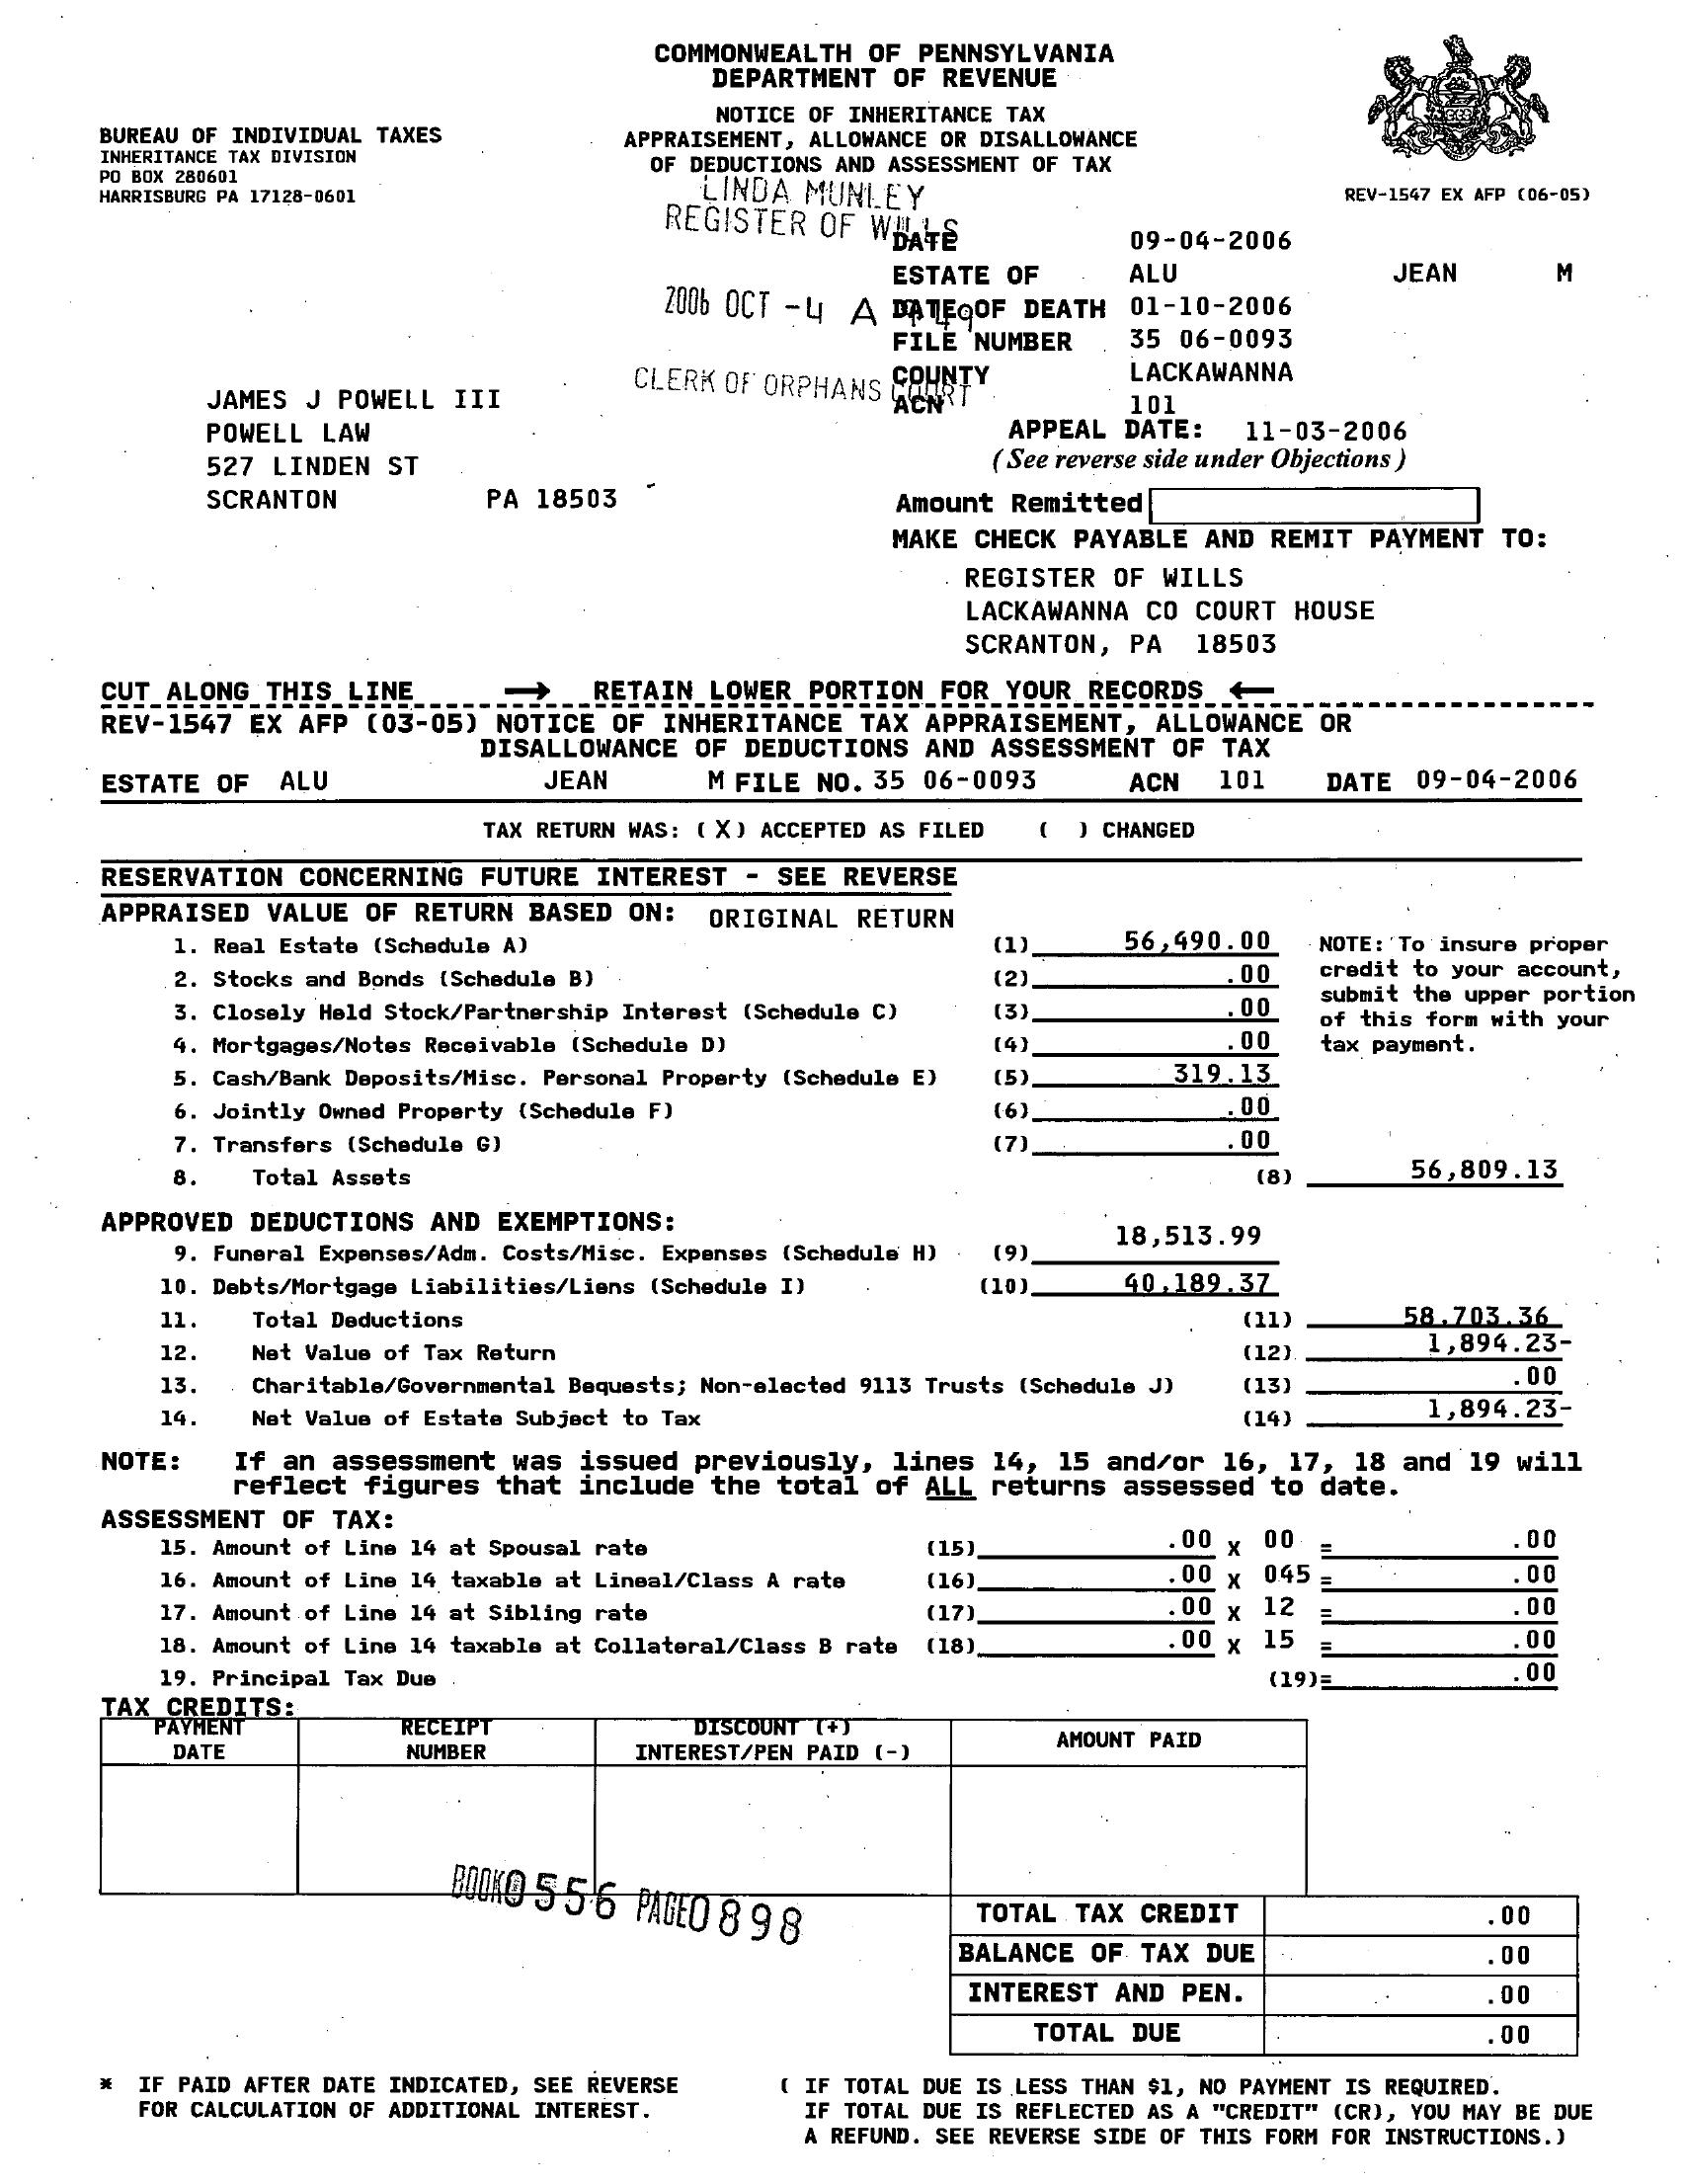 COMMONWEALTH OF PENNSYLVANIA
DEPARTMENT OF REVENUE
NOTICE OF INHERITANCE TAX
APPRAISEMENT, ALLOWANCE OR DISALLOWANCE
OF DEDUCTIONS AND ASSESSMENT OF TAX
BUREAU OF INDIVIDUAL TAXES
INHERITANCE TAX DIVISION
PO BOX 280601
HARRISBURG PA 17128-0601
REV-1547 EX AFP (06-05)
LINDA MUNLEY
REGISTER OF WILLS
2006 OCT -4 A
CLERK OF ORPHANS COURT
DATE 09-04-2006
ESTATE OF ALU JEAN M
DATE OF DEATH 01-10-2006
FILE NUMBER 35 06-0093
COUNTY LACKAWANNA
ACN 101
APPEAL DATE: 11-03-2006
(See reverse side under Objections)
JAMES J POWELL III
POWELL LAW
527 LINDEN ST
SCRANTON PA 18503
Amount Remitted
MAKE CHECK PAYABLE AND REMIT PAYMENT TO:
REGISTER OF WILLS
LACKAWANNA CO COURT HOUSE
SCRANTON, PA 18503
CUT ALONG THIS LINE → RETAIN LOWER PORTION FOR YOUR RECORDS ←
REV-1547 EX AFP (03-05) NOTICE OF INHERITANCE TAX APPRAISEMENT, ALLOWANCE OR
DISALLOWANCE OF DEDUCTIONS AND ASSESSMENT OF TAX
ESTATE OF ALU JEAN M FILE NO. 35 06-0093 ACN 101 DATE 09-04-2006
TAX RETURN WAS: (X) ACCEPTED AS FILED ( ) CHANGED
RESERVATION CONCERNING FUTURE INTEREST - SEE REVERSE
APPRAISED VALUE OF RETURN BASED ON: ORIGINAL RETURN
1. Real Estate (Schedule A) (1) 56,490.00
2. Stocks and Bonds (Schedule B) (2) .00
3. Closely Held Stock/Partnership Interest (Schedule C) (3) .00
4. Mortgages/Notes Receivable (Schedule D) (4) .00
5. Cash/Bank Deposits/Misc. Personal Property (Schedule E) (5) 319.13
6. Jointly Owned Property (Schedule F) (6) .00
7. Transfers (Schedule G) (7) .00
8. Total Assets (8) 56,809.13
NOTE: To insure proper
credit to your account,
submit the upper portion
of this form with your
tax payment.
APPROVED DEDUCTIONS AND EXEMPTIONS:
9. Funeral Expenses/Adm. Costs/Misc. Expenses (Schedule H) (9) 18,513.99
10. Debts/Mortgage Liabilities/Liens (Schedule I) (10) 40,189.37
11. Total Deductions (11) 58,703.36
12. Net Value of Tax Return (12) 1,894.23-
13. Charitable/Governmental Bequests; Non-elected 9113 Trusts (Schedule J) (13) .00
14. Net Value of Estate Subject to Tax (14) 1,894.23-
NOTE: If an assessment was issued previously, lines 14, 15 and/or 16, 17, 18 and 19 will
reflect figures that include the total of ALL returns assessed to date.
ASSESSMENT OF TAX:
15. Amount of Line 14 at Spousal rate (15) .00 X 00 = .00
16. Amount of Line 14 taxable at Lineal/Class A rate (16) .00 X 045 = .00
17. Amount of Line 14 at Sibling rate (17) .00 X 12 = .00
18. Amount of Line 14 taxable at Collateral/Class B rate (18) .00 X 15 = .00
19. Principal Tax Due (19)= .00
TAX CREDITS:
PAYMENT DATE
RECEIPT NUMBER
DISCOUNT (+)
INTEREST/PEN PAID (-)
AMOUNT PAID
BOOK0556 PAGE0898
TOTAL TAX CREDIT .00
BALANCE OF TAX DUE .00
INTEREST AND PEN. .00
TOTAL DUE .00
* IF PAID AFTER DATE INDICATED, SEE REVERSE
FOR CALCULATION OF ADDITIONAL INTEREST.
( IF TOTAL DUE IS LESS THAN $1, NO PAYMENT IS REQUIRED.
IF TOTAL DUE IS REFLECTED AS A "CREDIT" (CR), YOU MAY BE DUE
A REFUND. SEE REVERSE SIDE OF THIS FORM FOR INSTRUCTIONS.)